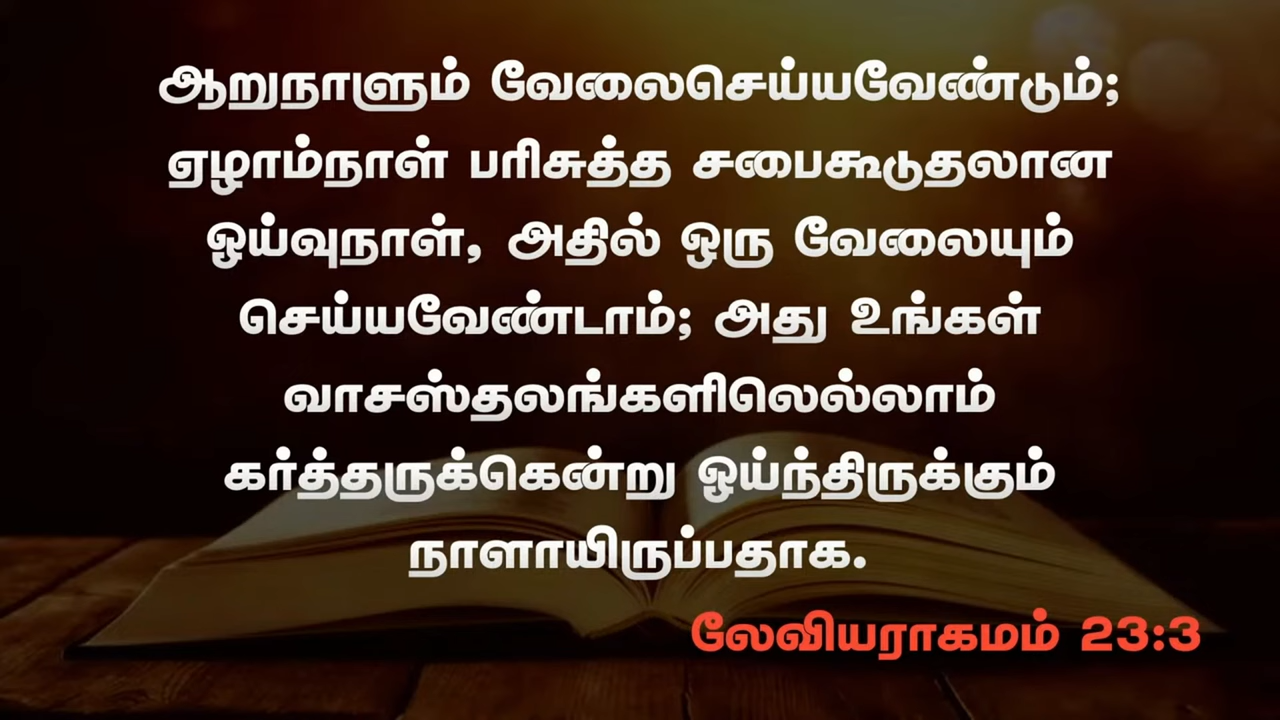 ஆறுநாளும் வேலைசெய்யவேண்டும்;
ஏழாம்நாள் பரிசுத்த சபைகூடுதலான
ஓய்வுநாள், அதில் ஒரு வேலையும்
செய்யவேண்டாம்; அது உங்கள்
வாசஸ்தலங்களிலெல்லாம்
கர்த்தருக்கென்று ஓய்ந்திருக்கும்
நாளாயிருப்பதாக.
லேவியராகமம் 23:3